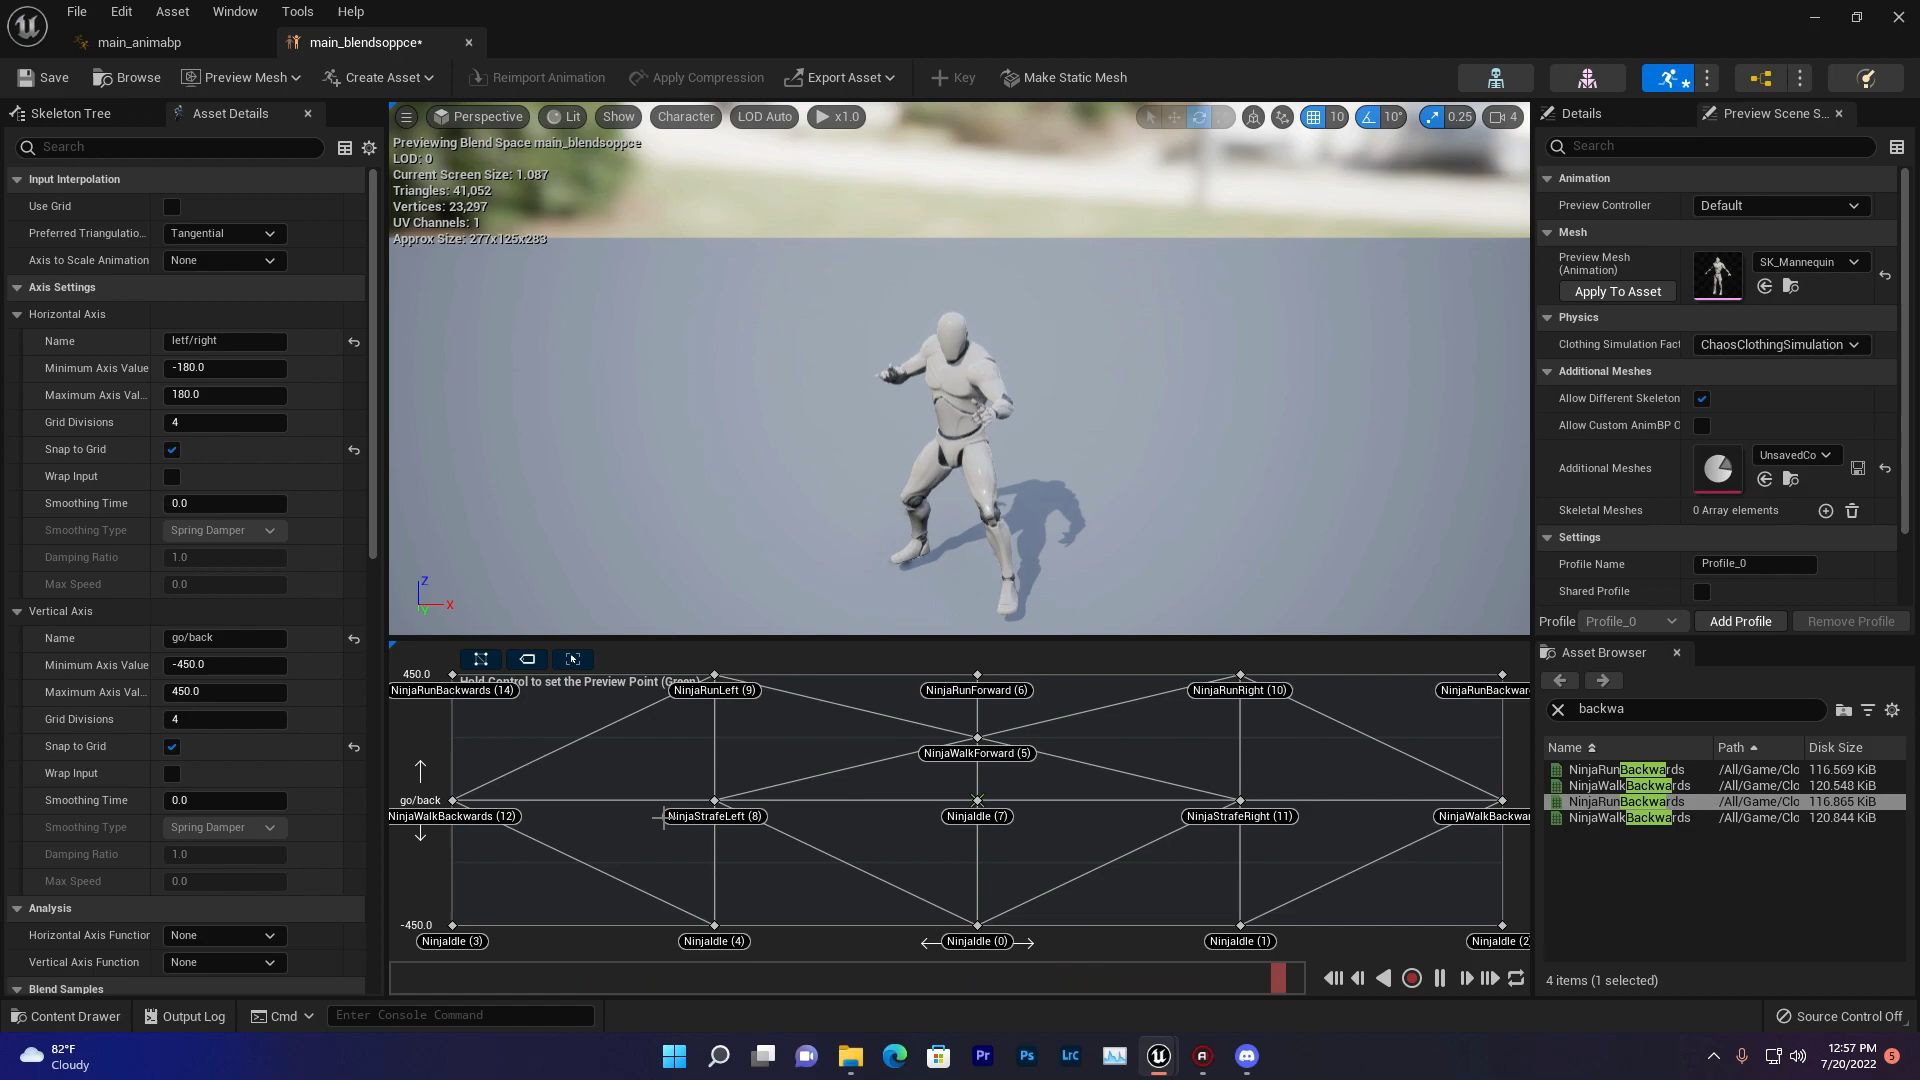 File Edit Asset Window Tools Help
main_animabp
main_blendsoppce*
Save Browse Preview Mesh Create Asset Reimport Animation Apply Compression Export Asset Key Make Static Mesh
Skeleton Tree
Asset Details
Search
Input Interpolation
Use Grid
Preferred Triangulatio... Tangential
Axis to Scale Animation None
Axis Settings
Horizontal Axis
Name letf/right
Minimum Axis Value -180.0
Maximum Axis Val... 180.0
Grid Divisions 4
Snap to Grid
Wrap Input
Smoothing Time 0.0
Smoothing Type Spring Damper
Damping Ratio 1.0
Max Speed 0.0
Vertical Axis
Name go/back
Minimum Axis Value -450.0
Maximum Axis Val... 450.0
Grid Divisions 4
Snap to Grid
Wrap Input
Smoothing Time 0.0
Smoothing Type Spring Damper
Damping Ratio 1.0
Max Speed 0.0
Analysis
Horizontal Axis Function None
Vertical Axis Function None
Blend Samples
Perspective Lit Show Character LOD Auto x1.0 10 10° 0.25 4
Previewing Blend Space main_blendsoppce
LOD: 0
Current Screen Size: 1.087
Triangles: 41,052
Vertices: 23,297
UV Channels: 1
Approx Size: 277x125x283
Z
X
Y
450.0
Hold Control to set the Preview Point (Green)
NinjaRunBackwards (14) NinjaRunLeft (9) NinjaRunForward (6) NinjaRunRight (10) NinjaRunBackwar
NinjaWalkForward (5)
go/back
NinjaWalkBackwards (12) NinjaStrafeLeft (8) NinjaIdle (7) NinjaStrafeRight (11) NinjaWalkBackwar
-450.0
NinjaIdle (3) NinjaIdle (4) NinjaIdle (0) NinjaIdle (1) NinjaIdle (2)
Details
Preview Scene S...
Search
Animation
Preview Controller Default
Mesh
Preview Mesh
(Animation)
SK_Mannequin
Apply To Asset
Physics
Clothing Simulation Fact ChaosClothingSimulation
Additional Meshes
Allow Different Skeleton
Allow Custom AnimBP O
Additional Meshes UnsavedCo
Skeletal Meshes 0 Array elements
Settings
Profile Name Profile_0
Shared Profile
Profile Profile_0 Add Profile Remove Profile
Asset Browser
backwa
Name Path Disk Size
NinjaRunBackwards /All/Game/Clo 116.569 KiB
NinjaWalkBackwards /All/Game/Clo 120.548 KiB
NinjaRunBackwards /All/Game/Clo 116.865 KiB
NinjaWalkBackwards /All/Game/Clo 120.844 KiB
4 items (1 selected)
Content Drawer Output Log Cmd Enter Console Command Source Control Off
82°F
Cloudy
Pr Ps LrC
12:57 PM
7/20/2022
5